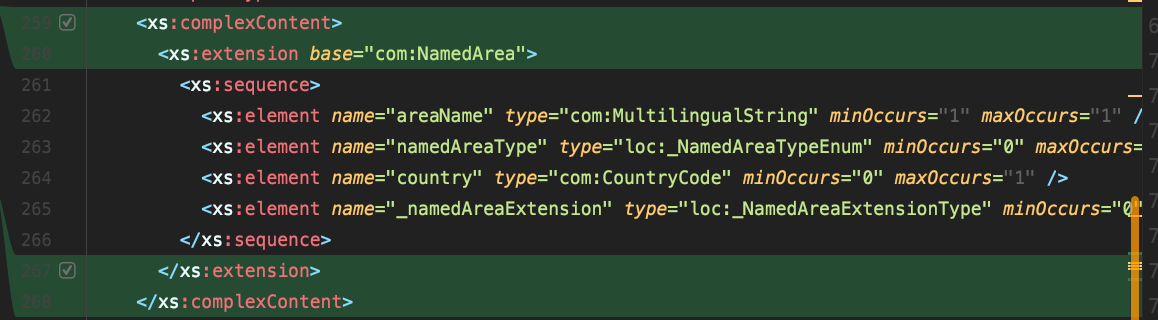 259 <xs:complexContent>
260 <xs:extension base="com:NamedArea">
261 <xs:sequence>
262 <xs:element name="areaName" type="com:MultilingualString" minOccurs="1" maxOccurs="1" /
263 <xs:element name="namedAreaType" type="loc:_NamedAreaTypeEnum" minOccurs="0" maxOccurs=
264 <xs:element name="country" type="com:CountryCode" minOccurs="0" maxOccurs="1" />
265 <xs:element name="_namedAreaExtension" type="loc:_NamedAreaExtensionType" minOccurs="0"
266 </xs:sequence>
267 </xs:extension>
268 </xs:complexContent>